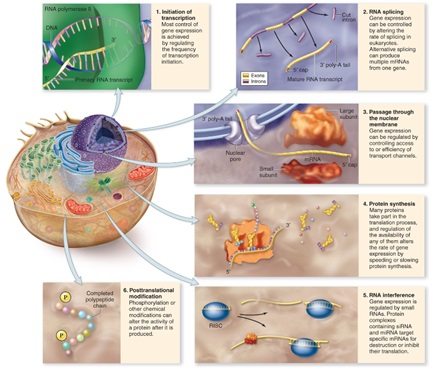 RNA polymerase II
DNA
3'
Primary RNA transcript
1. Initiation of
transcription
Most control of
gene expression
is achieved
by regulating
the frequency
of transcription
initiation.
Cut
intron
5' cap
3' poly-A tail
Exons
Introns
Mature RNA transcript
2. RNA splicing
Gene expression
can be controlled
by altering the
rate of splicing in
eukaryotes.
Alternative splicing
can produce
multiple mRNAs
from one gene.
3' poly-A tail
Large
subunit
Nuclear
pore
Small
subunit
mRNA
5' cap
3. Passage through
the nuclear
membrane
Gene expression
can be regulated by
controlling access
to or efficiency of
transport channels.
3'
5'
4. Protein synthesis
Many proteins
take part in the
translation process,
and regulation of
the availability of
any of them alters
the rate of gene
expression by
speeding or slowing
protein synthesis.
Completed
polypeptide
chain
P
P
6. Posttranslational
modification
Phosphorylation or
other chemical
modifications can
alter the activity of
a protein after it is
produced.
RISC
5. RNA interference
Gene expression is
regulated by small
RNAs. Protein
complexes
containing siRNA
and miRNA target
specific mRNAs for
destruction or inhibit
their translation.